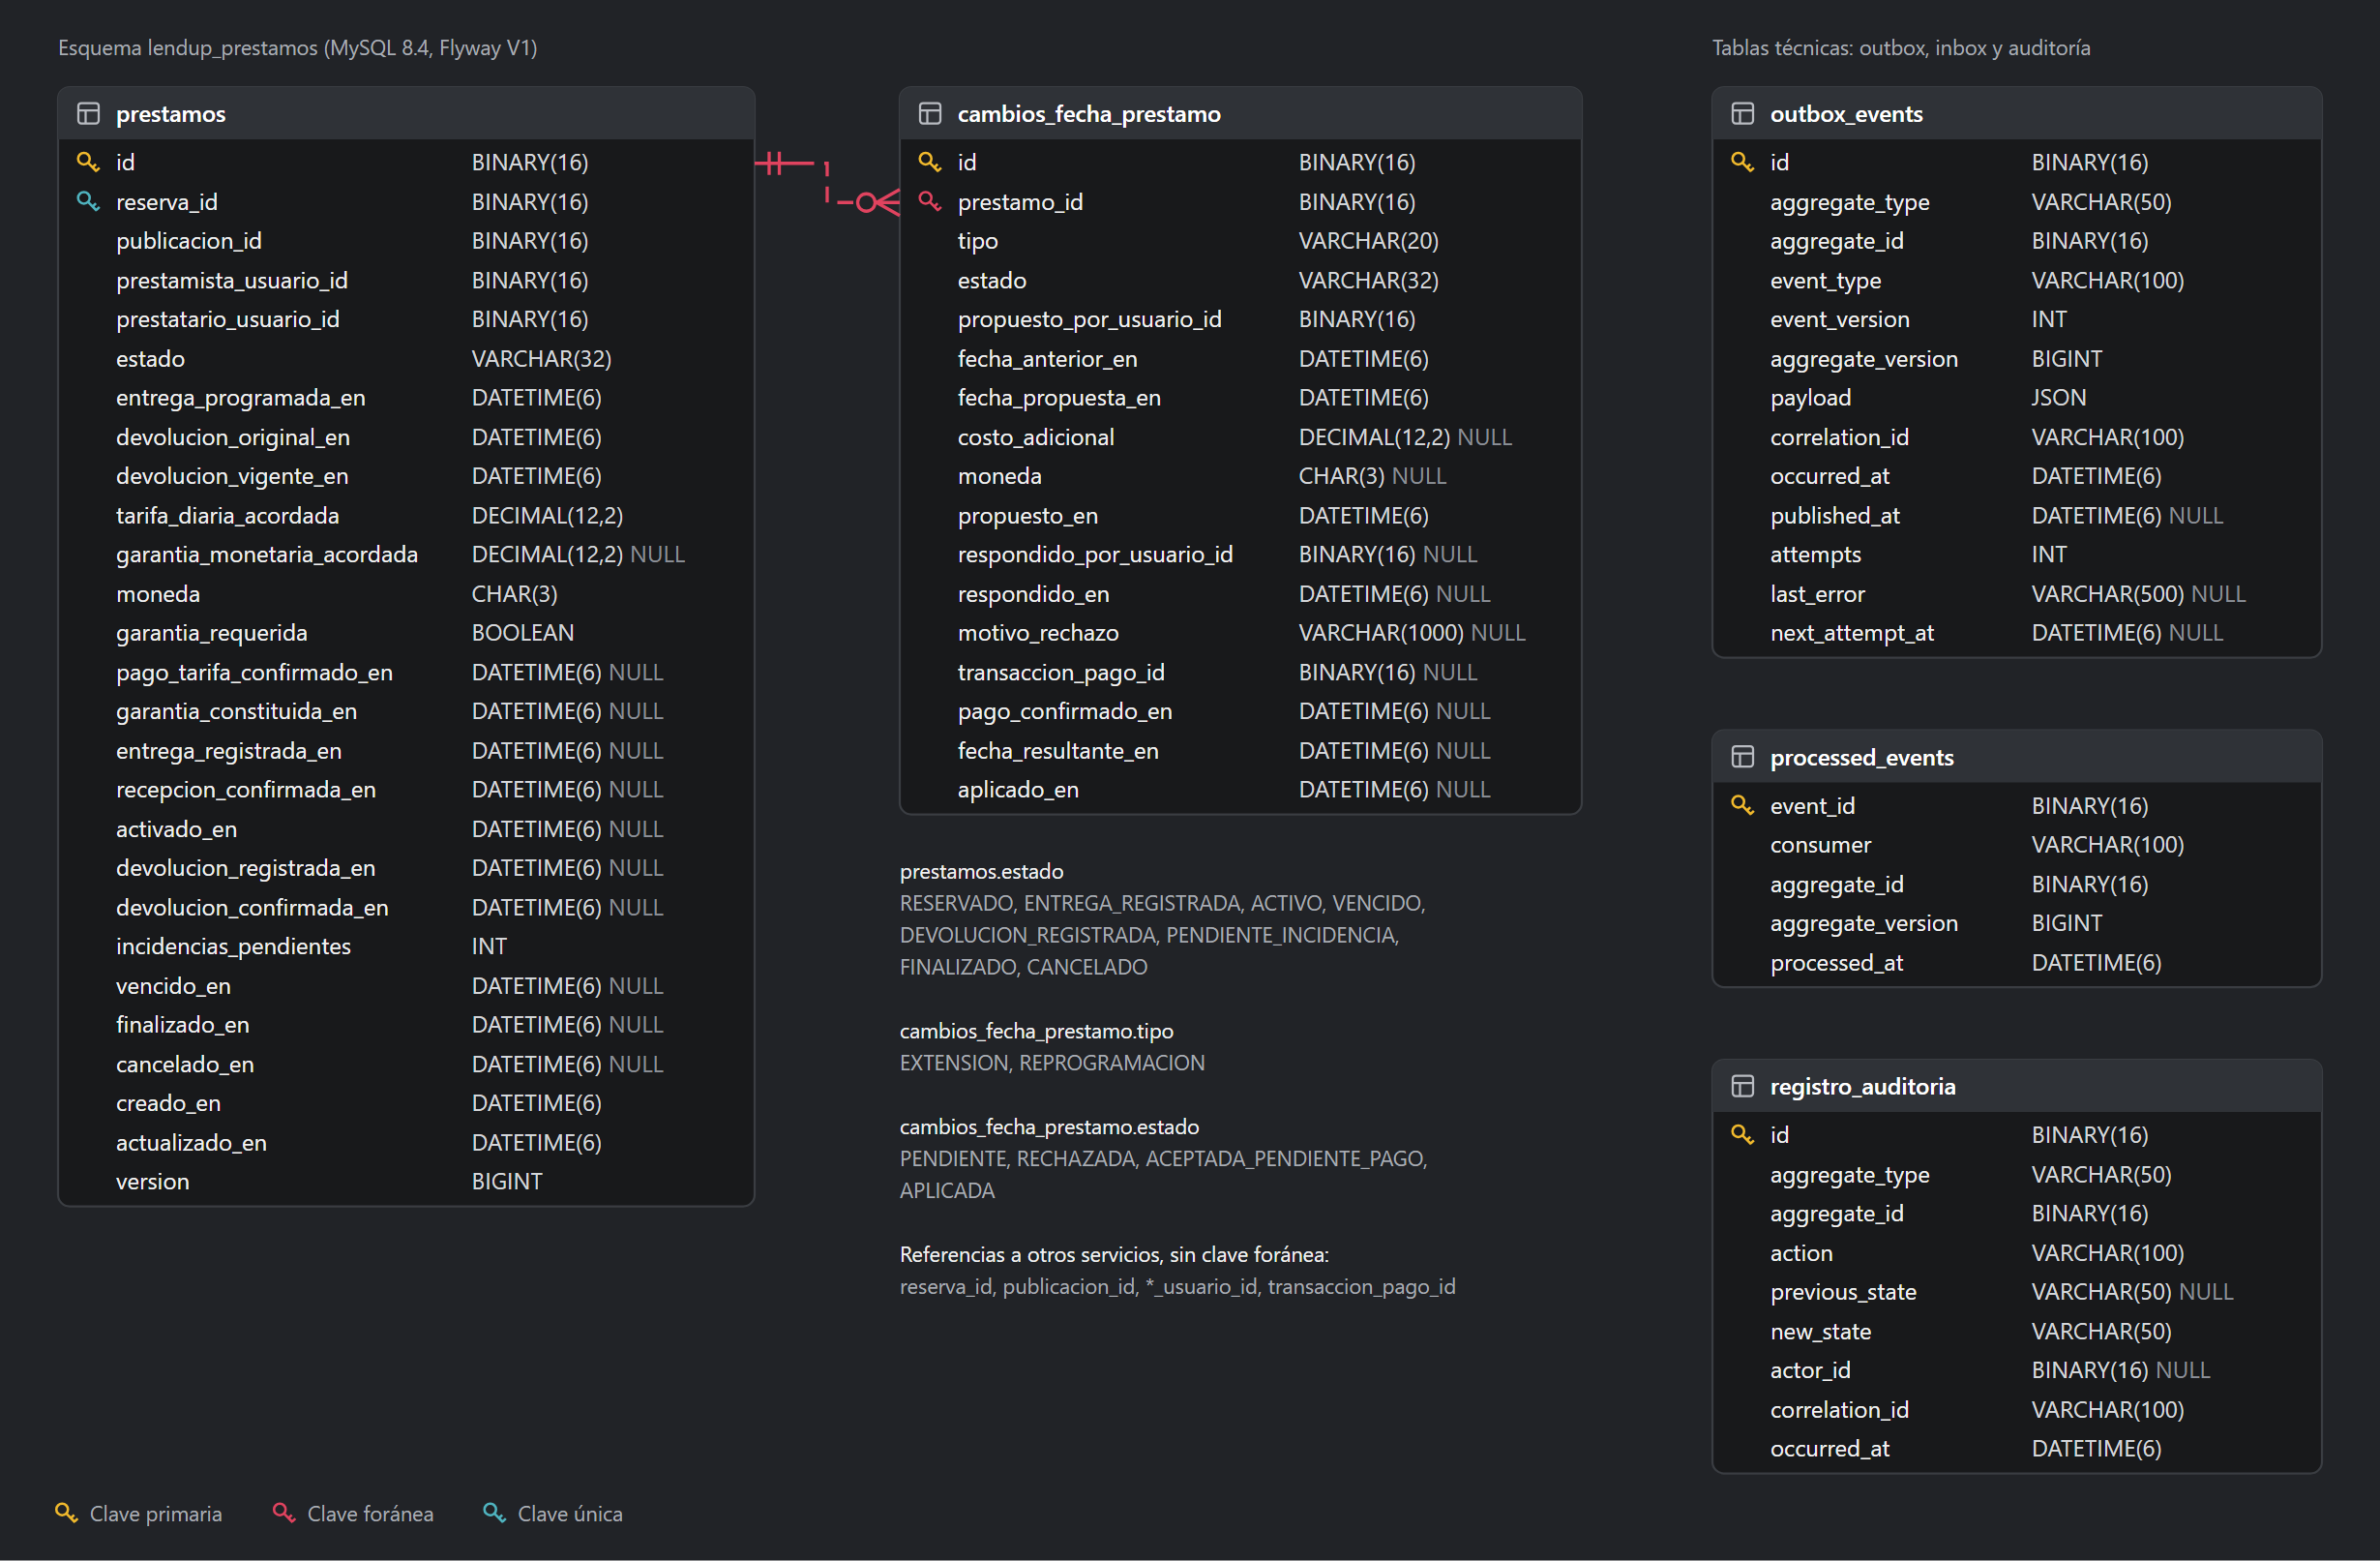 Esquema lendup_prestamos (MySQL 8.4, Flyway V1)
prestamos
id BINARY(16)
reserva_id BINARY(16)
publicacion_id BINARY(16)
prestamista_usuario_id BINARY(16)
prestatario_usuario_id BINARY(16)
estado VARCHAR(32)
entrega_programada_en DATETIME(6)
devolucion_original_en DATETIME(6)
devolucion_vigente_en DATETIME(6)
tarifa_diaria_acordada DECIMAL(12,2)
garantia_monetaria_acordada DECIMAL(12,2) NULL
moneda CHAR(3)
garantia_requerida BOOLEAN
pago_tarifa_confirmado_en DATETIME(6) NULL
garantia_constituida_en DATETIME(6) NULL
entrega_registrada_en DATETIME(6) NULL
recepcion_confirmada_en DATETIME(6) NULL
activado_en DATETIME(6) NULL
devolucion_registrada_en DATETIME(6) NULL
devolucion_confirmada_en DATETIME(6) NULL
incidencias_pendientes INT
vencido_en DATETIME(6) NULL
finalizado_en DATETIME(6) NULL
cancelado_en DATETIME(6) NULL
creado_en DATETIME(6)
actualizado_en DATETIME(6)
version BIGINT
cambios_fecha_prestamo
id BINARY(16)
prestamo_id BINARY(16)
tipo VARCHAR(20)
estado VARCHAR(32)
propuesto_por_usuario_id BINARY(16)
fecha_anterior_en DATETIME(6)
fecha_propuesta_en DATETIME(6)
costo_adicional DECIMAL(12,2) NULL
moneda CHAR(3) NULL
propuesto_en DATETIME(6)
respondido_por_usuario_id BINARY(16) NULL
respondido_en DATETIME(6) NULL
motivo_rechazo VARCHAR(1000) NULL
transaccion_pago_id BINARY(16) NULL
pago_confirmado_en DATETIME(6) NULL
fecha_resultante_en DATETIME(6) NULL
aplicado_en DATETIME(6) NULL
prestamos.estado
RESERVADO, ENTREGA_REGISTRADA, ACTIVO, VENCIDO,
DEVOLUCION_REGISTRADA, PENDIENTE_INCIDENCIA,
FINALIZADO, CANCELADO
cambios_fecha_prestamo.tipo
EXTENSION, REPROGRAMACION
cambios_fecha_prestamo.estado
PENDIENTE, RECHAZADA, ACEPTADA_PENDIENTE_PAGO,
APLICADA
Referencias a otros servicios, sin clave foránea:
reserva_id, publicacion_id, *_usuario_id, transaccion_pago_id
Tablas técnicas: outbox, inbox y auditoría
outbox_events
id BINARY(16)
aggregate_type VARCHAR(50)
aggregate_id BINARY(16)
event_type VARCHAR(100)
event_version INT
aggregate_version BIGINT
payload JSON
correlation_id VARCHAR(100)
occurred_at DATETIME(6)
published_at DATETIME(6) NULL
attempts INT
last_error VARCHAR(500) NULL
next_attempt_at DATETIME(6) NULL
processed_events
event_id BINARY(16)
consumer VARCHAR(100)
aggregate_id BINARY(16)
aggregate_version BIGINT
processed_at DATETIME(6)
registro_auditoria
id BINARY(16)
aggregate_type VARCHAR(50)
aggregate_id BINARY(16)
action VARCHAR(100)
previous_state VARCHAR(50) NULL
new_state VARCHAR(50)
actor_id BINARY(16) NULL
correlation_id VARCHAR(100)
occurred_at DATETIME(6)
Clave primaria Clave foránea Clave única